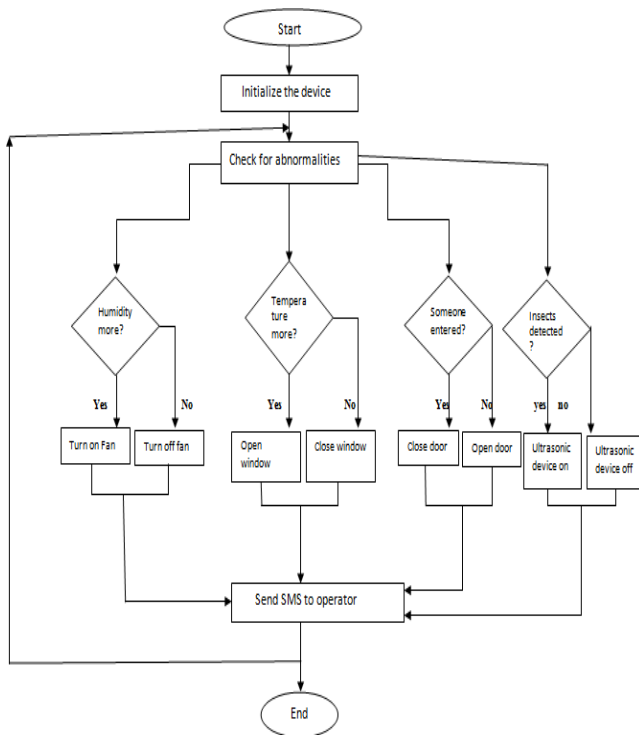 Start
Initialize the device
Check for abnormalities
Humidity
more?
Tempera
ture
more?
Someone
entered?
Insects
detected
?
Yes
No
Yes
No
Yes
No
yes
no
Turn on Fan
Turn off fan
Open
window
Close window
Close door
Open door
Ultrasonic
device on
Ultrasonic
device off
Send SMS to operator
End